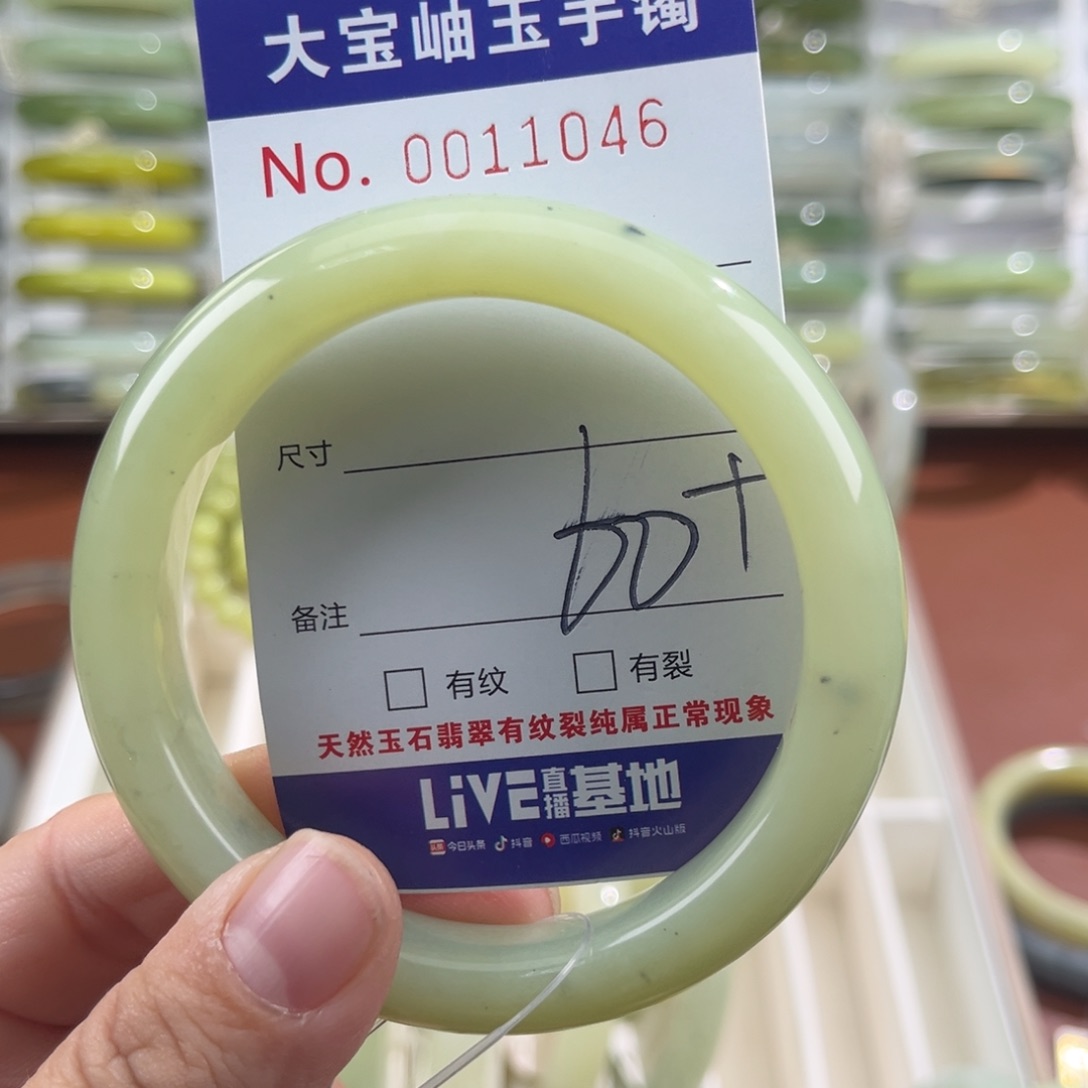 大宝岫玉手镯
No. 0011046
尺寸
60+
备注
□ 有纹 □ 有裂
天然玉石翡翠有纹裂纯属正常现象
LiVE直播基地
头条 今日头条 抖音 西瓜视频 抖音火山版